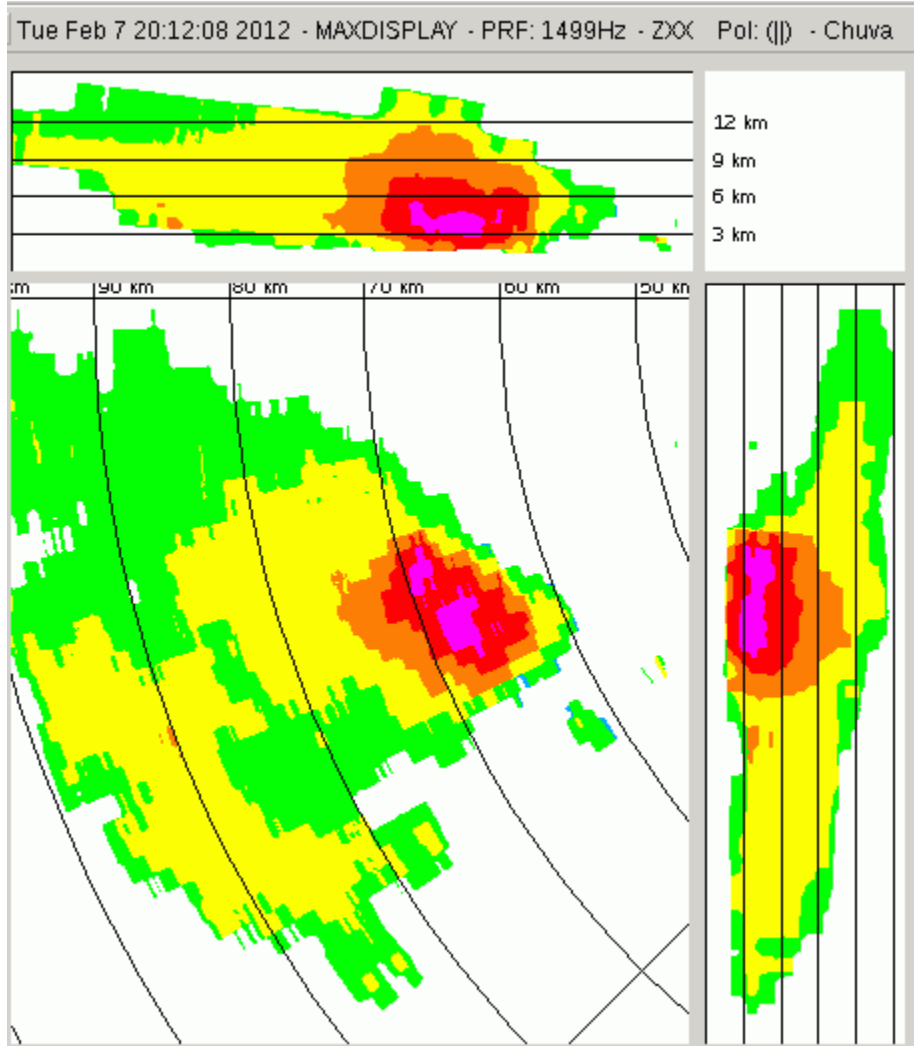 Tue Feb 7 20:12:08 2012 - MAXDISPLAY - PRF: 1499Hz - ZXX Pol: (||) - Chuva
12 km
9 km
6 km
3 km
90 km 80 km 70 km 60 km 50